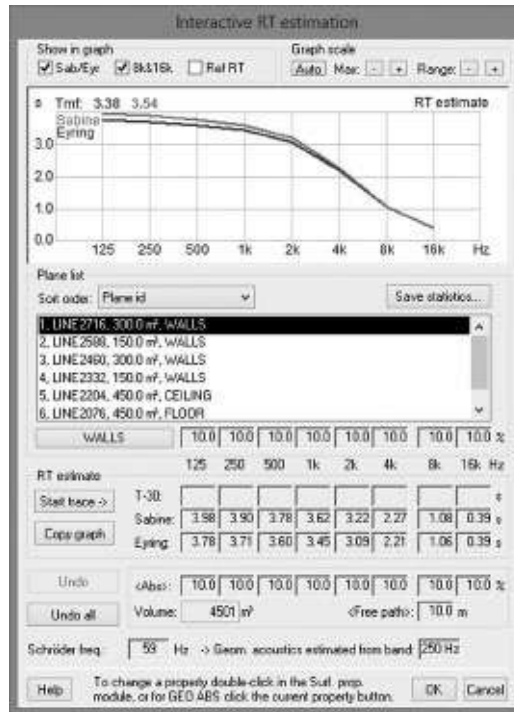 Interactive RT estimation
Show in graph
Graph scale
Sab/Eyr 8k&16k Ref RT
Auto Max: - + Range: - +
s Tmf: 3.38 3.54 RT estimate
Sabine
Eyring
3.0
2.0
1.0
0.0
125 250 500 1k 2k 4k 8k 16k Hz
Plane list
Sort order: Plane id
Save statistics...
1, LINE2716, 300.0 m², WALLS
2, LINE2588, 150.0 m², WALLS
3, LINE2460, 300.0 m², WALLS
4, LINE2332, 150.0 m², WALLS
5, LINE2204, 450.0 m², CEILING
6, LINE2076, 450.0 m², FLOOR
WALLS 10.0 10.0 10.0 10.0 10.0 10.0 10.0 10.0 %
125 250 500 1k 2k 4k 8k 16k Hz
RT estimate
Start trace ->
T-30: s
Sabine: 3.98 3.90 3.78 3.62 3.22 2.27 1.08 0.39 s
Copy graph
Eyring: 3.78 3.71 3.60 3.45 3.09 2.21 1.06 0.39 s
Undo
<Abs>: 10.0 10.0 10.0 10.0 10.0 10.0 10.0 10.0 %
Undo all
Volume: 4501 m³ <Free path>: 10.0 m
Schröder freq. 59 Hz -> Geom. acoustics estimated from band 250 Hz
Help
To change a property double-click in the Surf. prop.
module, or for GEO ABS click the current property button.
OK Cancel